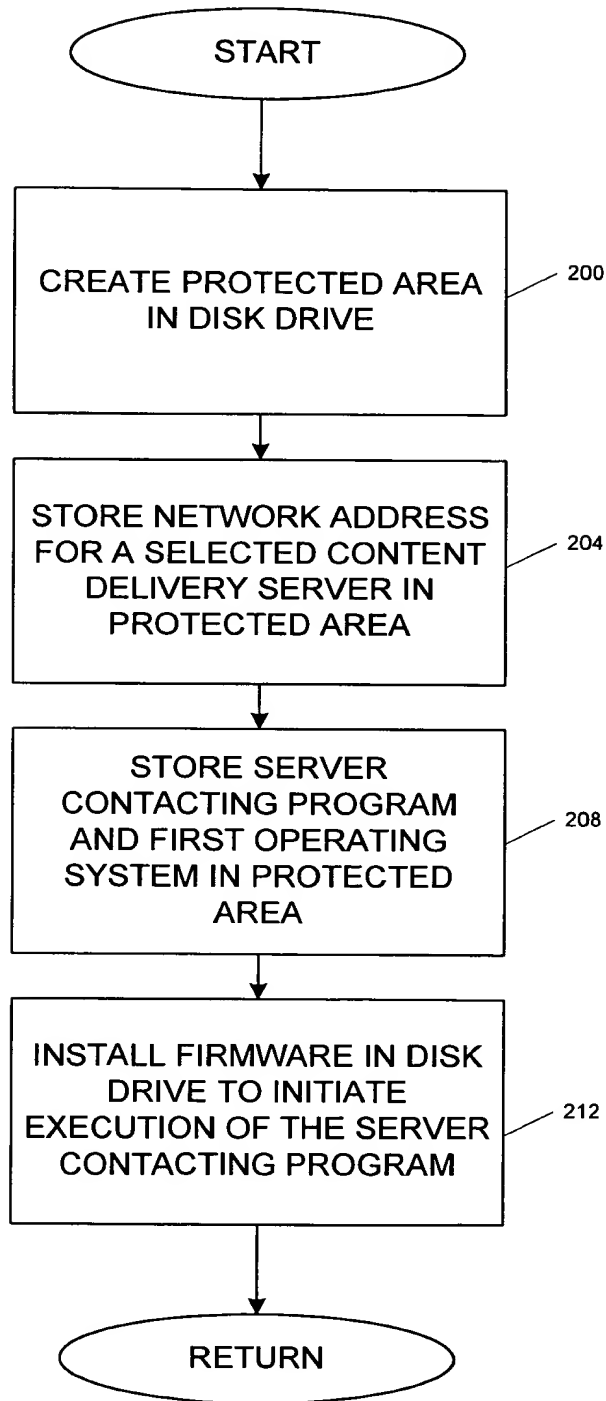 START
CREATE PROTECTED AREA
IN DISK DRIVE
200
STORE NETWORK ADDRESS
FOR A SELECTED CONTENT
DELIVERY SERVER IN
PROTECTED AREA
204
STORE SERVER
CONTACTING PROGRAM
AND FIRST OPERATING
SYSTEM IN PROTECTED
AREA
208
INSTALL FIRMWARE IN DISK
DRIVE TO INITIATE
EXECUTION OF THE SERVER
CONTACTING PROGRAM
212
RETURN